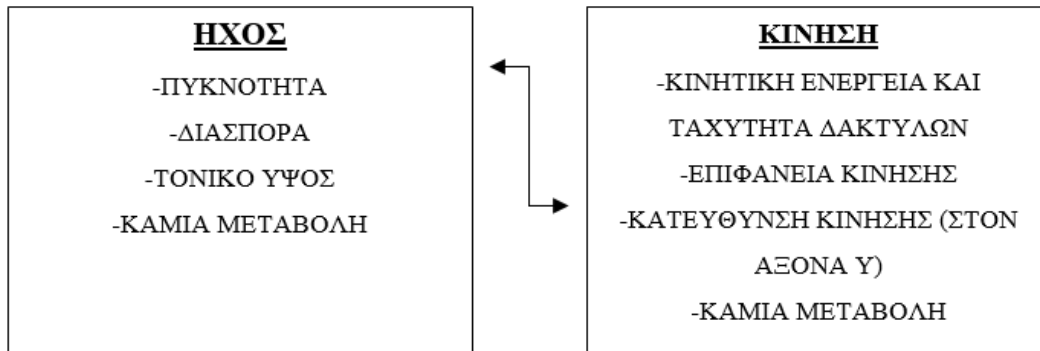 ΗΧΟΣ
-ΠΥΚΝΟΤΗΤΑ
-ΔΙΑΣΠΟΡΑ
-ΤΟΝΙΚΟ ΥΨΟΣ
-ΚΑΜΙΑ ΜΕΤΑΒΟΛΗ
ΚΙΝΗΣΗ
-ΚΙΝΗΤΙΚΗ ΕΝΕΡΓΕΙΑ ΚΑΙ
ΤΑΧΥΤΗΤΑ ΔΑΚΤΥΛΩΝ
-ΕΠΙΦΑΝΕΙΑ ΚΙΝΗΣΗΣ
-ΚΑΤΕΥΘΥΝΣΗ ΚΙΝΗΣΗΣ (ΣΤΟΝ
ΑΞΟΝΑ Υ)
-ΚΑΜΙΑ ΜΕΤΑΒΟΛΗ